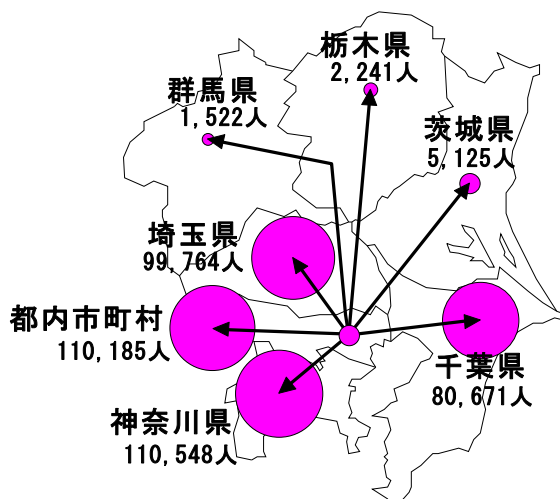 栃木県
2,241人
群馬県
1,522人
茨城県
5,125人
埼玉県
99,764人
都内市町村
110,185人
千葉県
80,671人
神奈川県
110,548人